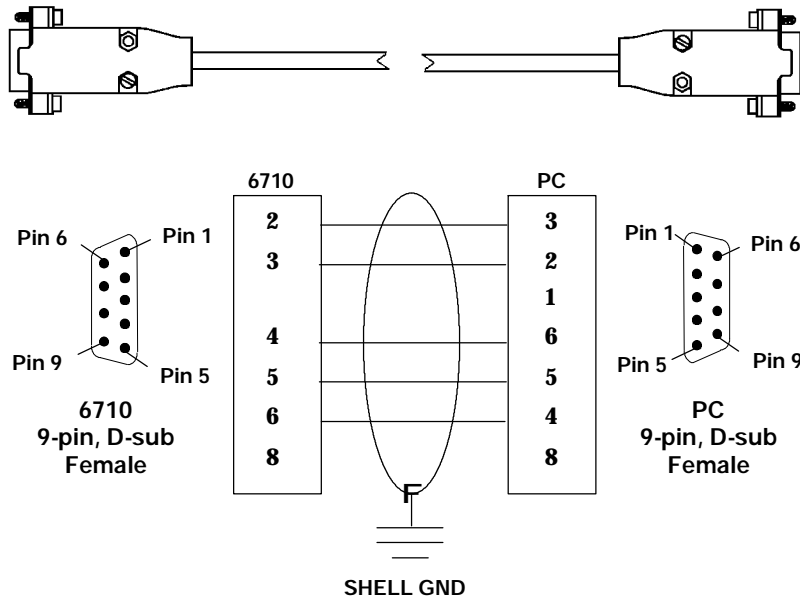 6710 PC
2 3
3 2
1
4 6
5 5
6 4
8 8
Pin 6 Pin 1
Pin 9 Pin 5
6710
9-pin, D-sub
Female
Pin 1 Pin 6
Pin 5 Pin 9
PC
9-pin, D-sub
Female
F
SHELL GND